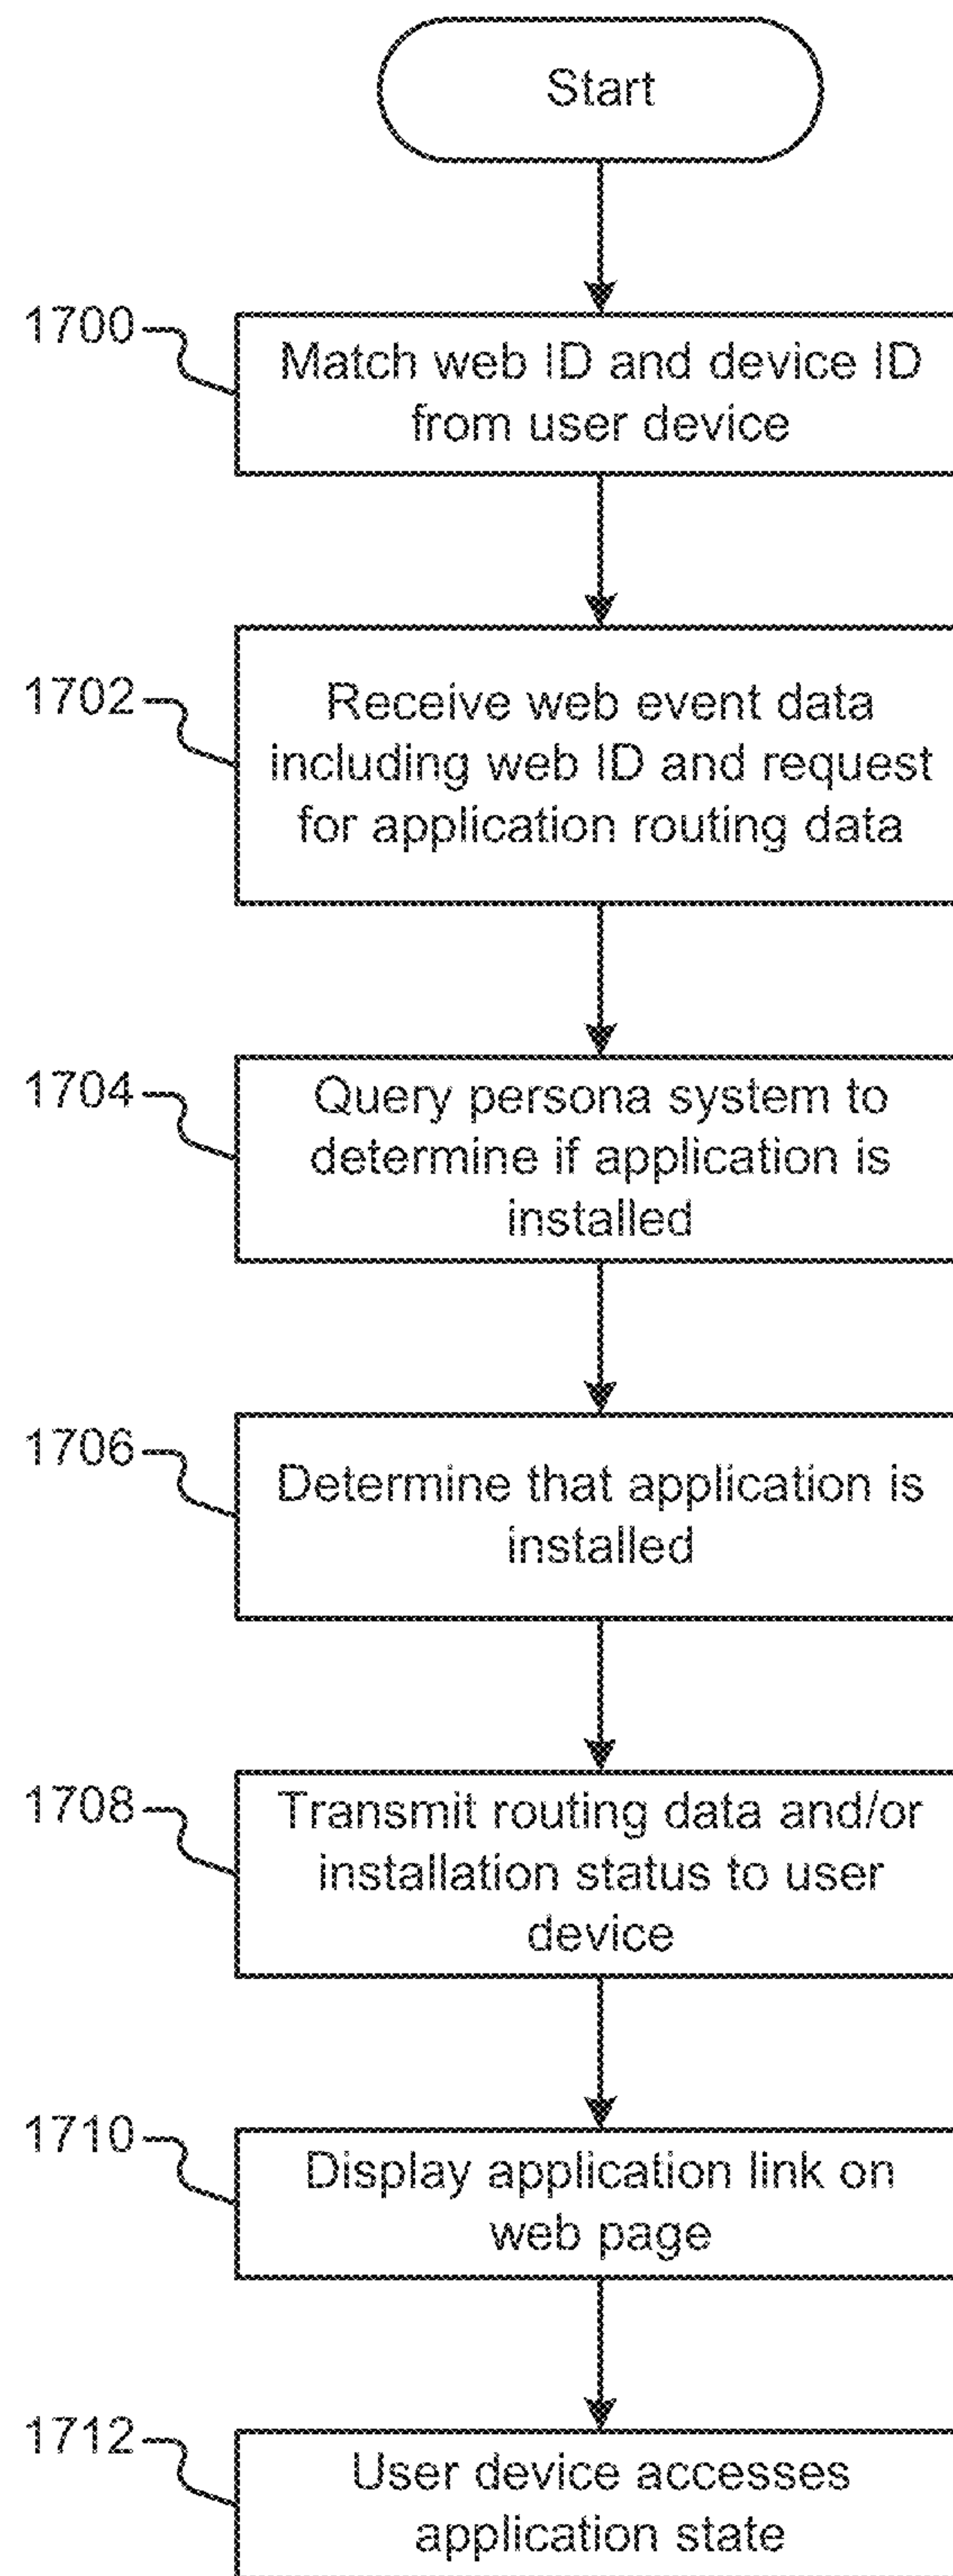 Start
1700
Match web ID and device ID
from user device
1702
Receive web event data
including web ID and request
for application routing data
1704
Query persona system to
determine if application is
installed
1706
Determine that application is
installed
1708
Transmit routing data and/or
installation status to user
device
1710
Display application link on
web page
1712
User device accesses
application state